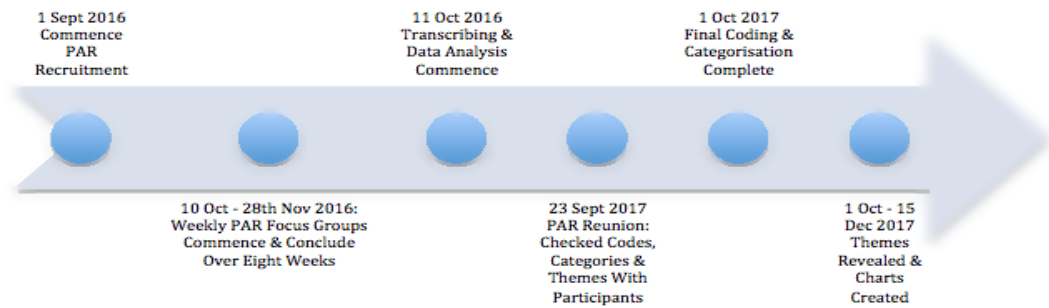 1 Sept 2016
Commence
PAR
Recruitment
10 Oct - 28th Nov 2016:
Weekly PAR Focus Groups
Commence & Conclude
Over Eight Weeks
11 Oct 2016
Transcribing &
Data Analysis
Commence
23 Sept 2017
PAR Reunion:
Checked Codes,
Categories &
Themes With
Participants
1 Oct 2017
Final Coding &
Categorisation
Complete
1 Oct - 15
Dec 2017
Themes
Revealed &
Charts
Created